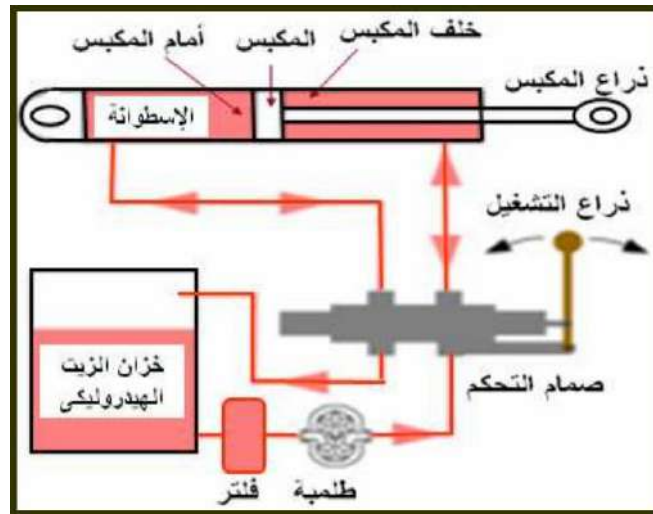 خلف المكبس
المكبس
أمام المكبس
ذراع المكبس
الإسطوانة
ذراع التشغيل
خزان الزيت
الهيدروليكى
صمام التحكم
طلمبة
فلتر